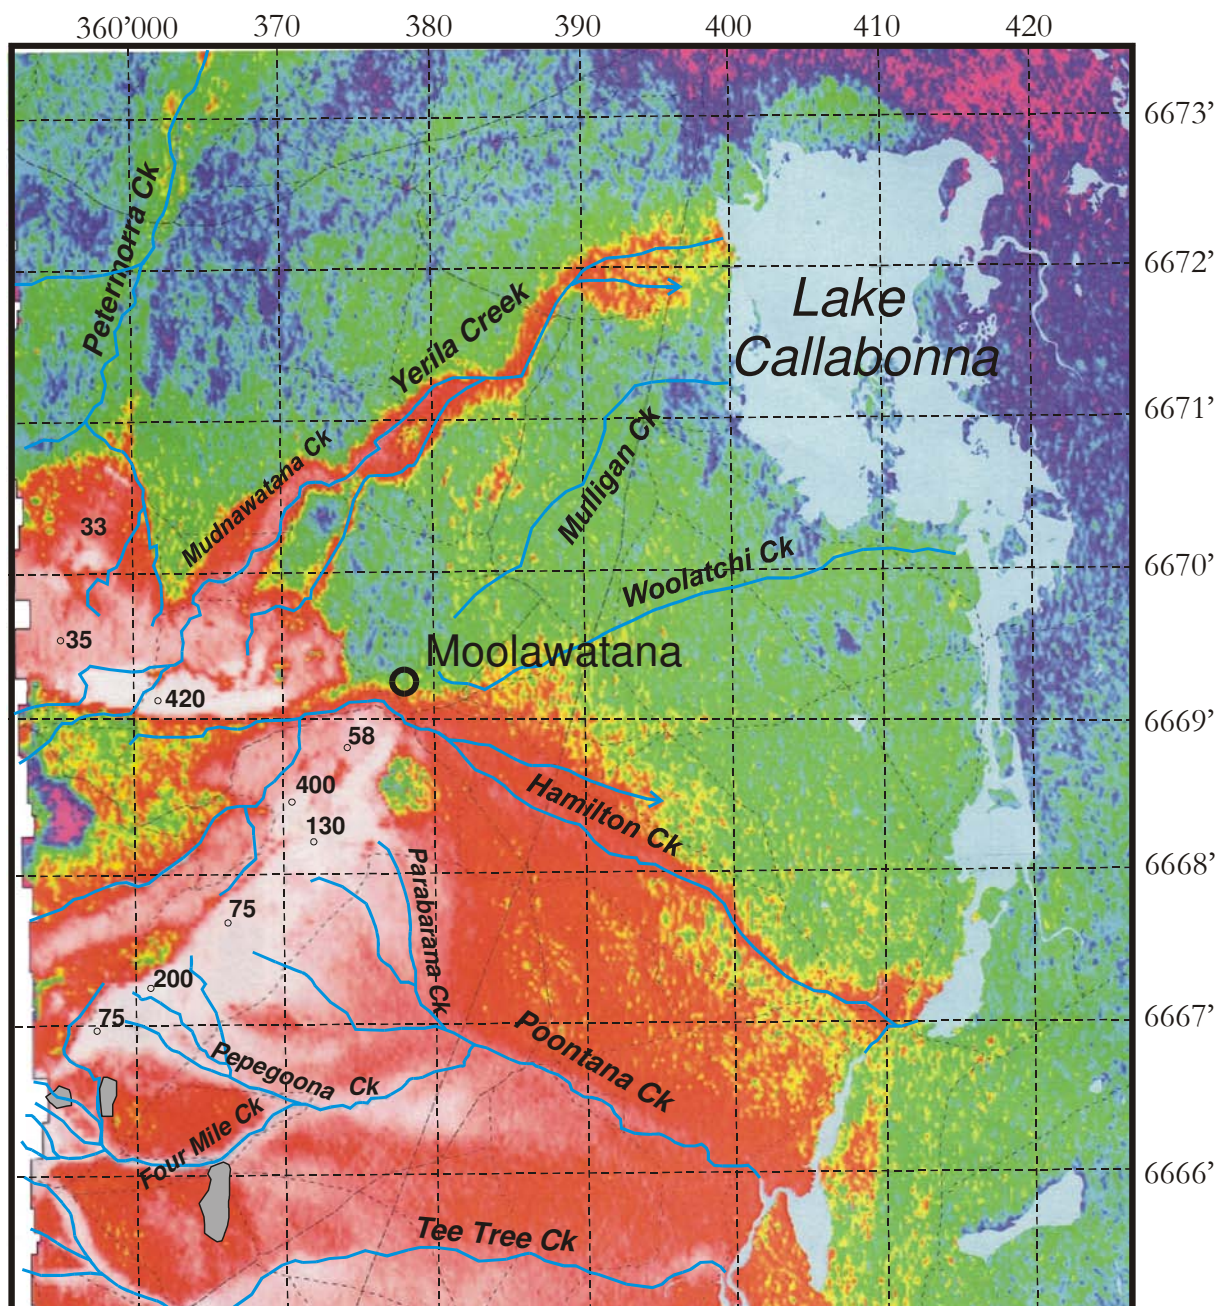 360'000 370 380 390 400 410 420
6673'
Peternorra Ck
6672'
Lake
Callabonna
Yerila Creek
6671'
Mudnawatana Ck
Mulligan Ck
33
6670'
Woolatchi Ck
35
Moolawatana
420
6669'
58
400
Hamilton Ck
130
6668'
Parabarana Ck
75
200
75
6667'
Poontana Ck
Pepegoona Ck
Four Mile Ck
6666'
Tee Tree Ck